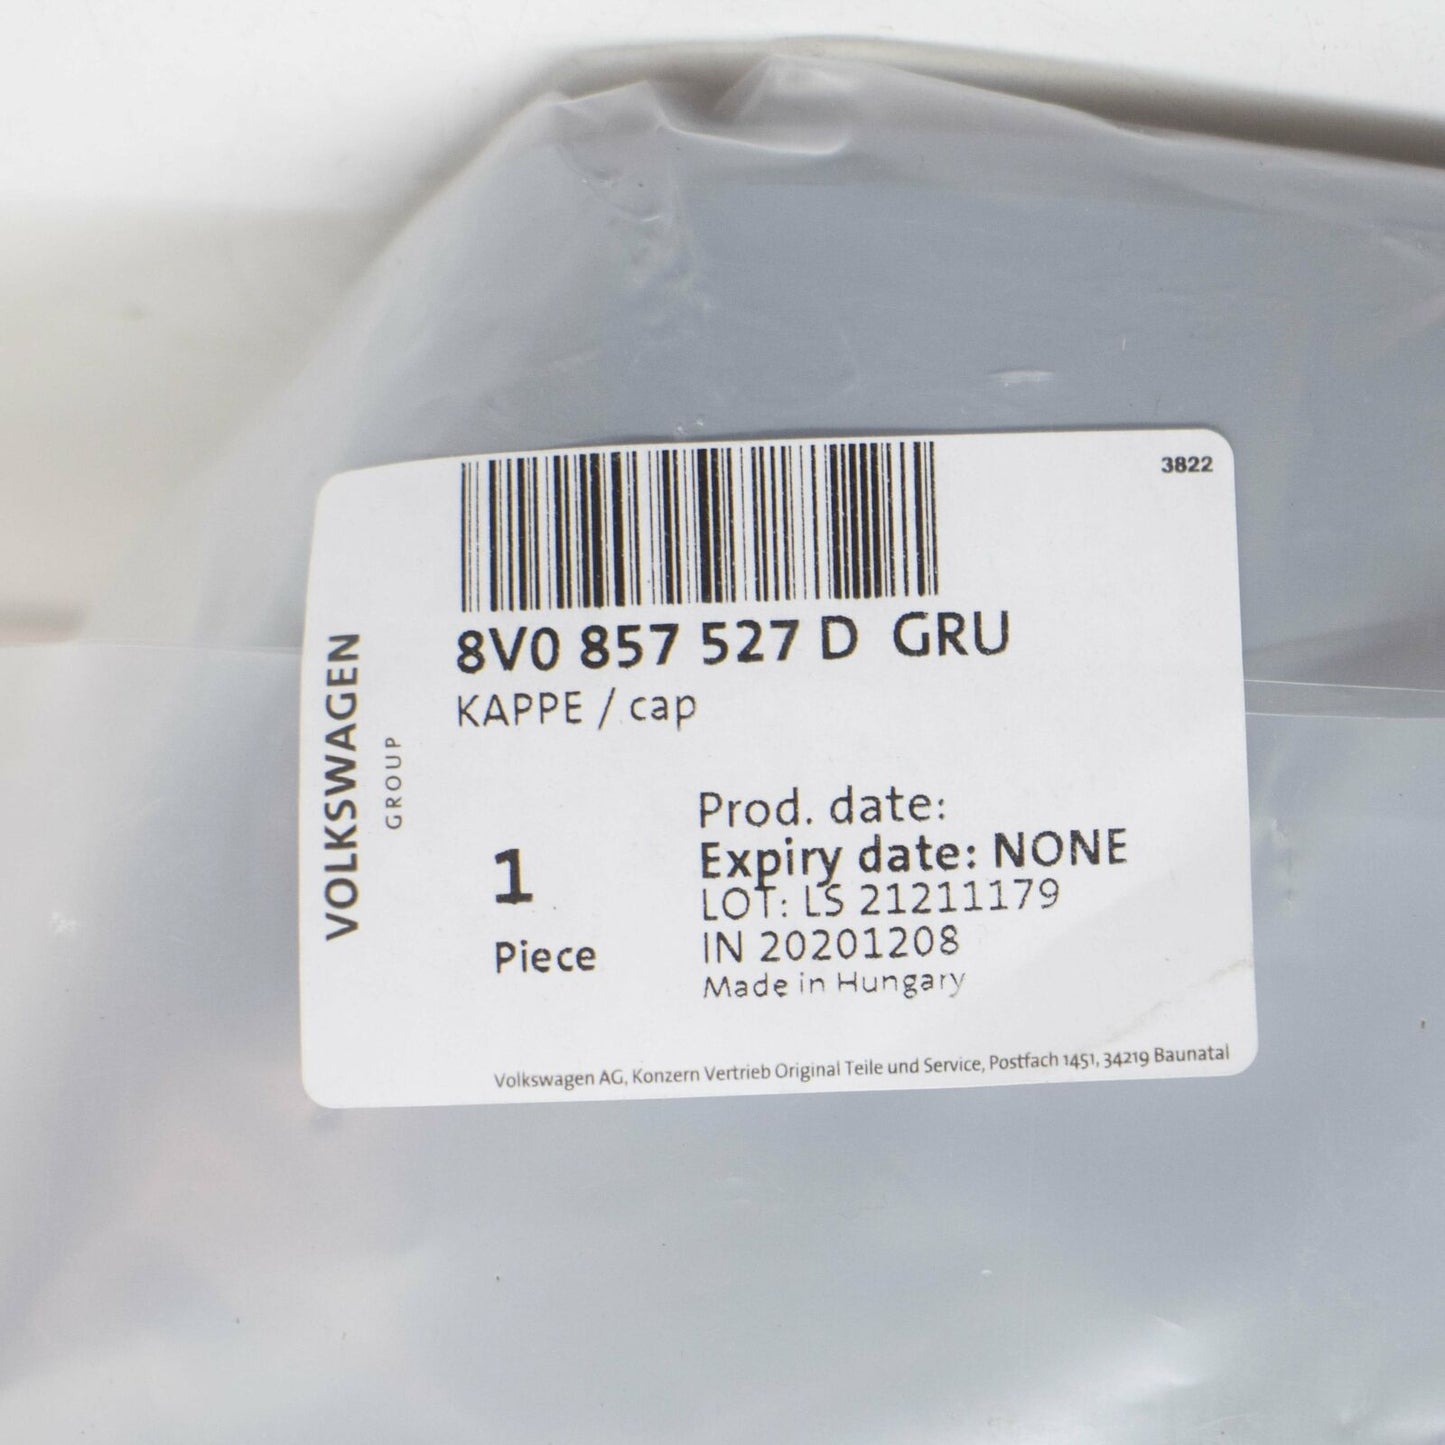 3822
8V0 857 527 D GRU
KAPPE / cap
VOLKSWAGEN
GROUP
1
Piece
Prod. date:
Expiry date: NONE
LOT: LS 21211179
IN 20201208
Made in Hungary
Volkswagen AG, Konzern Vertrieb Original Teile und Service, Postfach 1451, 34219 Baunatal